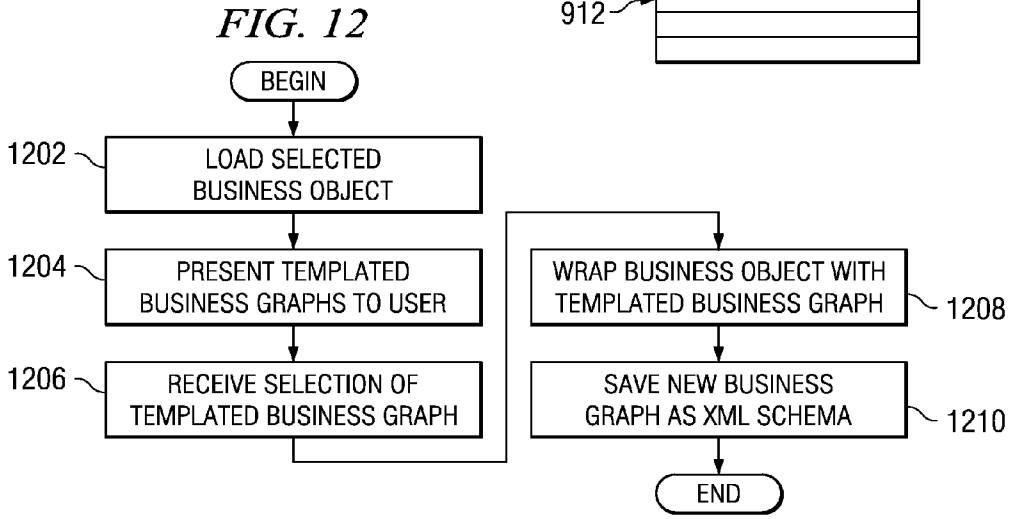 FIG. 12
912
BEGIN
1202
LOAD SELECTED
BUSINESS OBJECT
1204
PRESENT TEMPLATED
BUSINESS GRAPHS TO USER
1206
RECEIVE SELECTION OF
TEMPLATED BUSINESS GRAPH
WRAP BUSINESS OBJECT WITH
TEMPLATED BUSINESS GRAPH
1208
SAVE NEW BUSINESS
GRAPH AS XML SCHEMA
1210
END